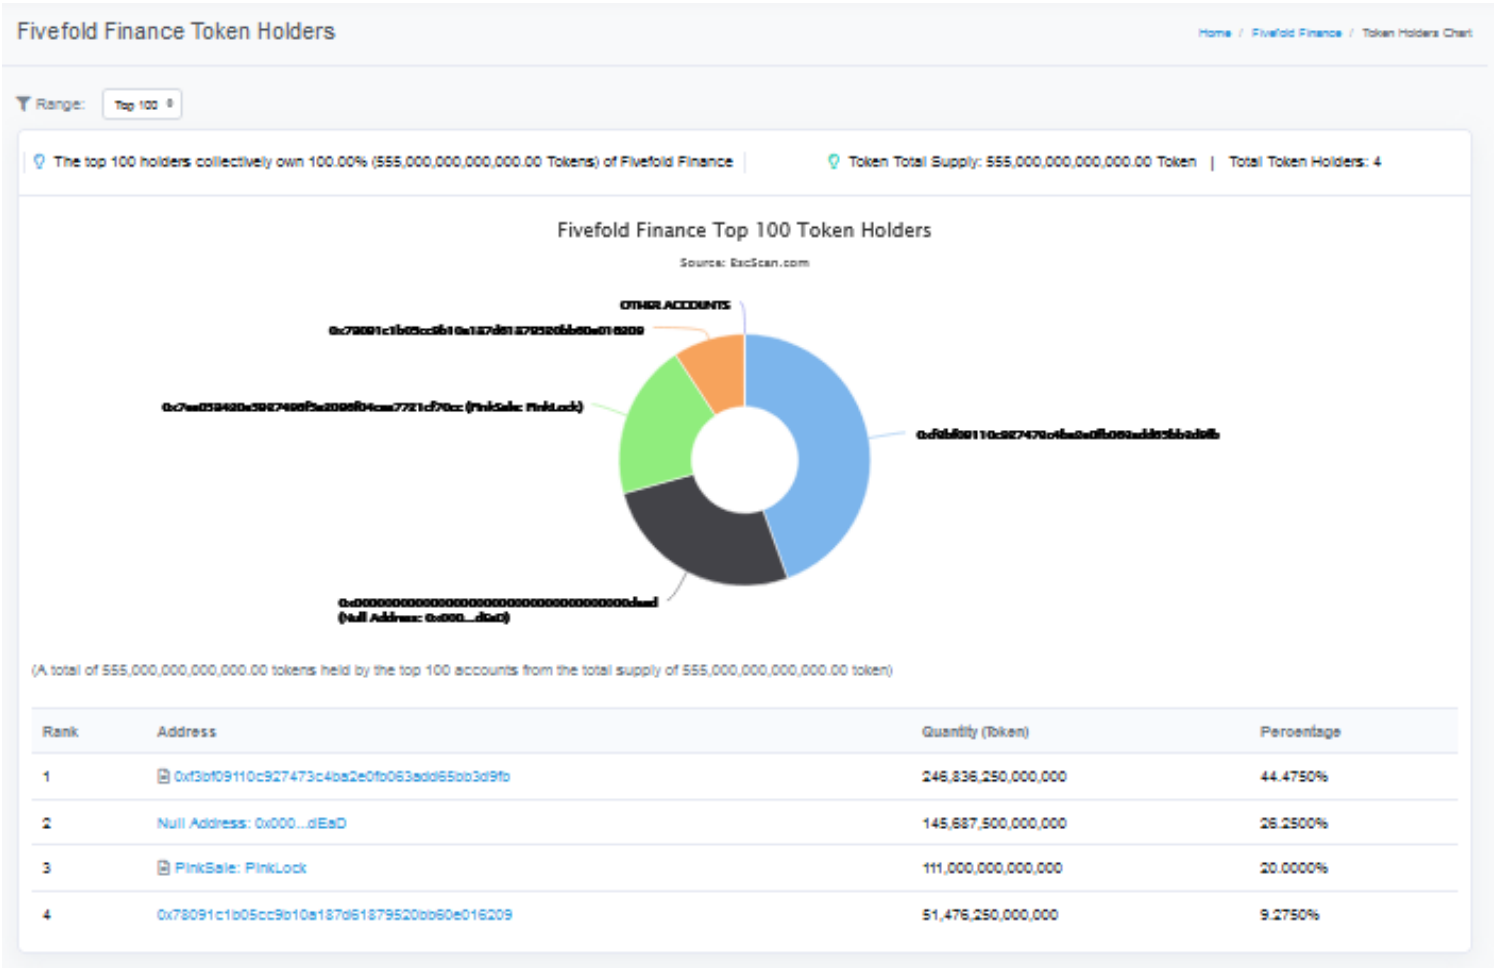 Fivefold Finance Token Holders
Home / Fivefold Finance / Token Holders Chart
Range: Top 100
The top 100 holders collectively own 100.00% (555,000,000,000,000.00 Tokens) of Fivefold Finance
Token Total Supply: 555,000,000,000,000.00 Token | Total Token Holders: 4
Fivefold Finance Top 100 Token Holders
Source: BscScan.com
OTHER ACCOUNTS
0x78091c1b05cc9b10a187d61879520bb60e016209
(PinkSale: PinkLock)
0xf3bf09110c927473c4ba2e0fb063add65bb3d9fb
0x000000000000000000000000000000000000dead
(Null Address: 0x000...dEaD)
(A total of 555,000,000,000,000.00 tokens held by the top 100 accounts from the total supply of 555,000,000,000,000.00 token)
Rank Address Quantity (Token) Percentage
1 0xf3bf09110c927473c4ba2e0fb063add65bb3d9fb 246,836,250,000,000 44.4750%
2 Null Address: 0x000...dEaD 145,687,500,000,000 26.2500%
3 PinkSale: PinkLock 111,000,000,000,000 20.0000%
4 0x78091c1b05cc9b10a187d61879520bb60e016209 51,476,250,000,000 9.2750%